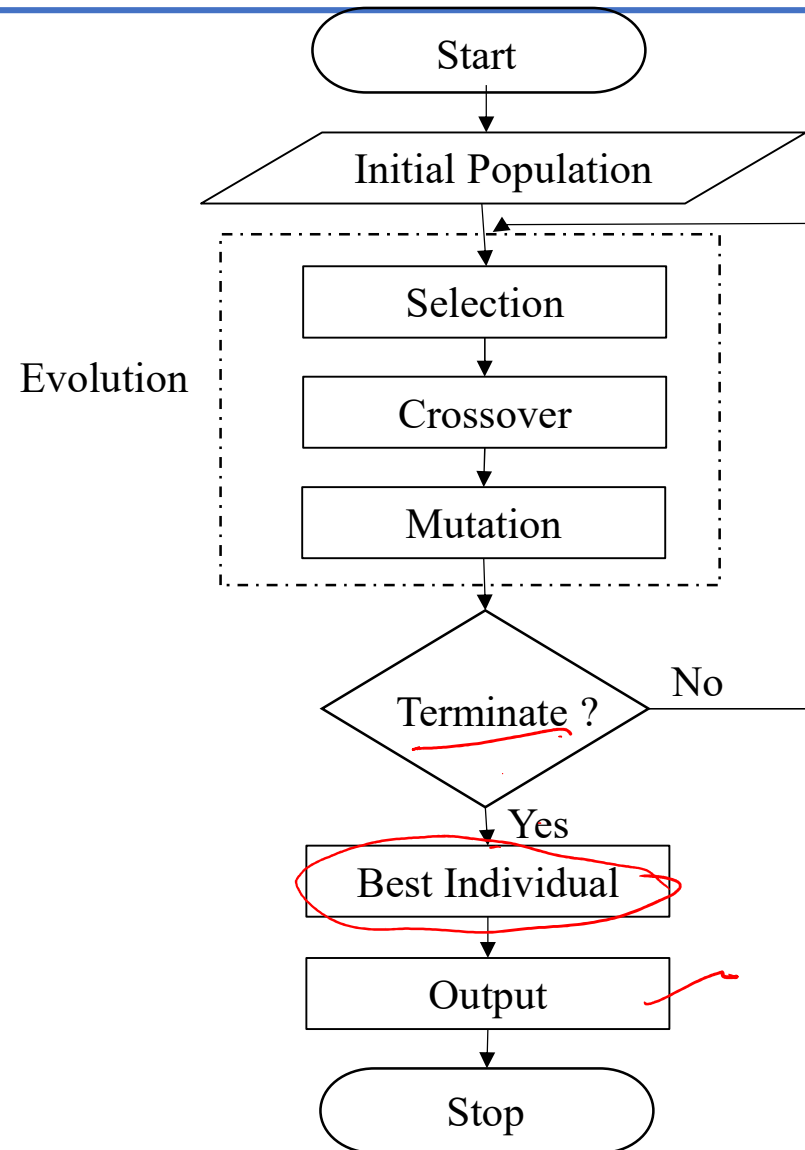 Start
Initial Population
Selection
Evolution
Crossover
Mutation
Terminate ?
No
Yes
Best Individual
Output
Stop